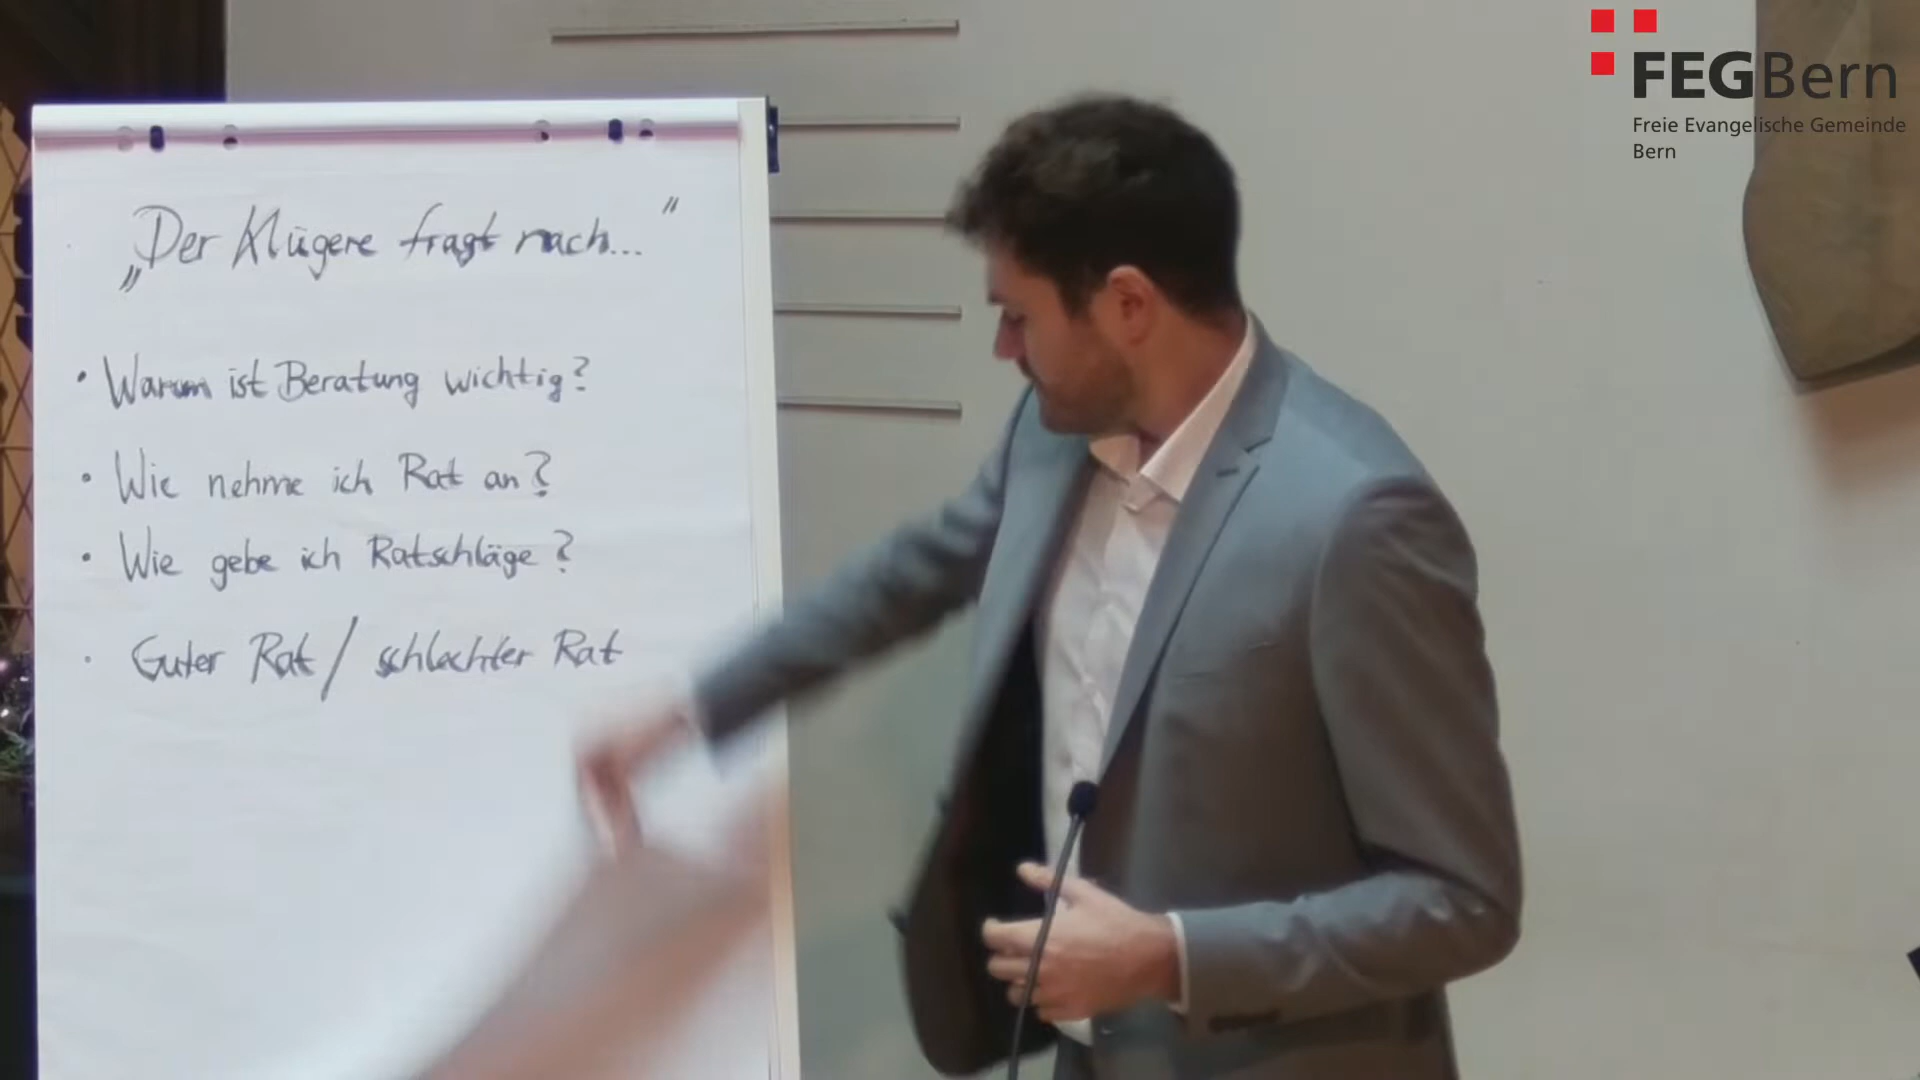 „Der Klügere fragt nach..."
• Warum ist Beratung wichtig?
• Wie nehme ich Rat an?
• Wie gebe ich Ratschläge?
• Guter Rat / schlechter Rat
FEGBern
Freie Evangelische Gemeinde
Bern